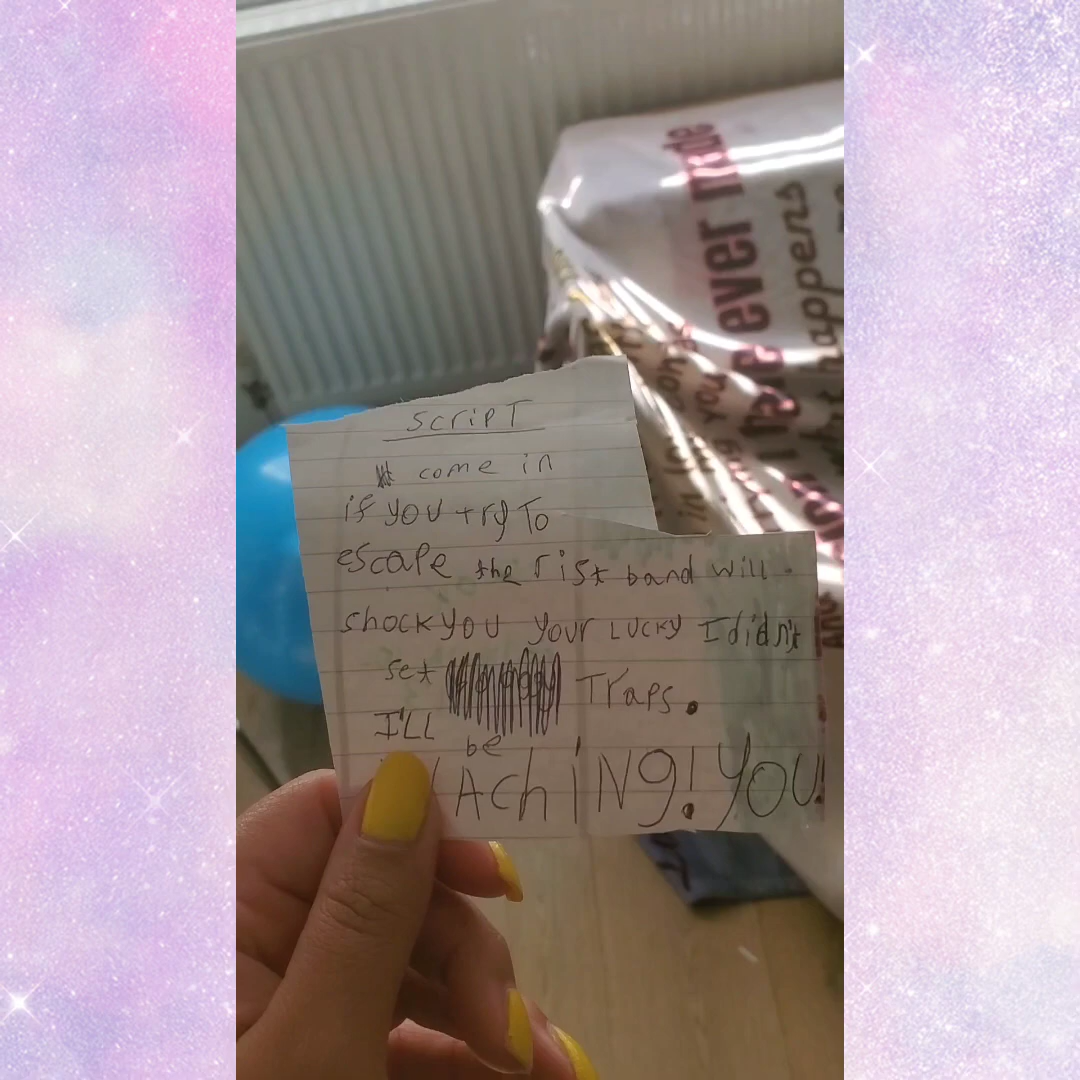 script
come in
if you try To
escape the rist band will
shock you your Lucky I didn't
set Traps.
I'LL be
AchiNg! YOU!
ever made
happens